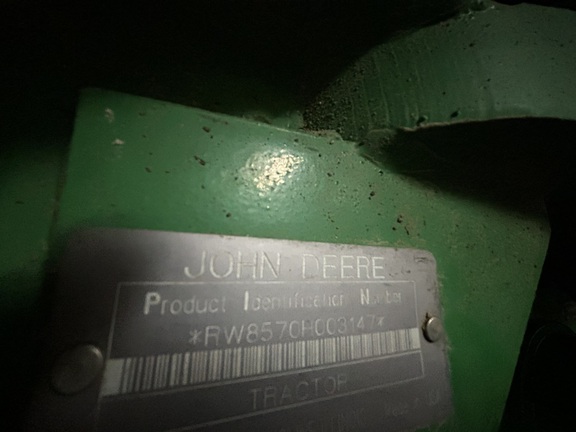 JOHN DEERE
Product Identification Number
*RW8570H003147*
TRACTOR